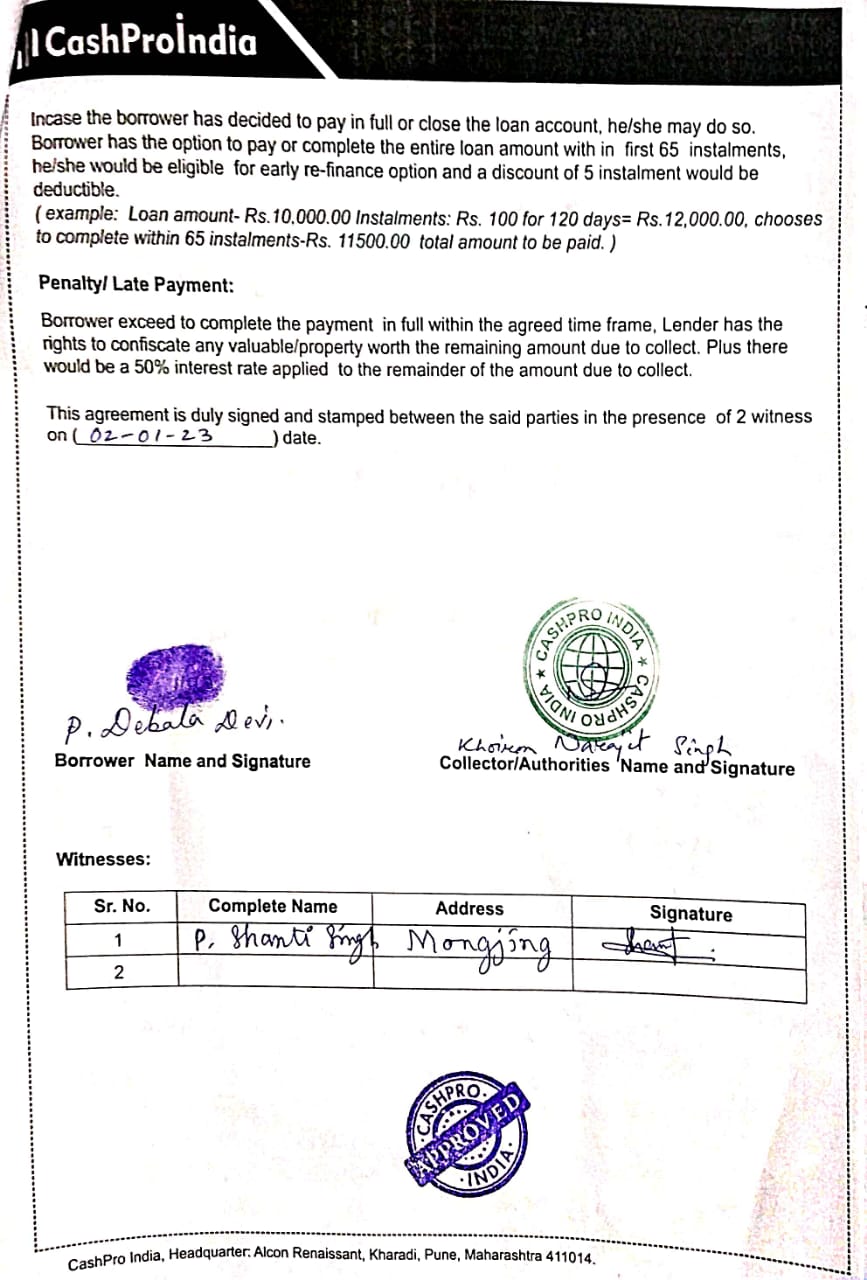 CashProİndia
Incase the borrower has decided to pay in full or close the loan account, he/she may do so.
Borrower has the option to pay or complete the entire loan amount with in first 65 instalments,
he/she would be eligible for early re-finance option and a discount of 5 instalment would be
deductible.
(example: Loan amount- Rs.10,000.00 Instalments: Rs. 100 for 120 days= Rs.12,000.00, chooses
to complete within 65 instalments-Rs. 11500.00 total amount to be paid. )
Penalty/ Late Payment:
Borrower exceed to complete the payment in full within the agreed time frame, Lender has the
rights to confiscate any valuable/property worth the remaining amount due to collect. Plus there
would be a 50% interest rate applied to the remainder of the amount due to collect.
This agreement is duly signed and stamped between the said parties in the presence of 2 witness
on ( 02-01-23 ) date.
CASHPRO INDIA ★ CASHPRO INDIA ★
P. Debala Devi.
Khoirom Narajit Singh
Borrower Name and Signature
Collector/Authorities Name and Signature
Witnesses:
Sr. No. Complete Name Address Signature
1 P. Shanti Singh Mongjing Shanti
2
CASHPRO
APPROVED
INDIA
CashPro India, Headquarter: Alcon Renaissant, Kharadi, Pune, Maharashtra 411014.